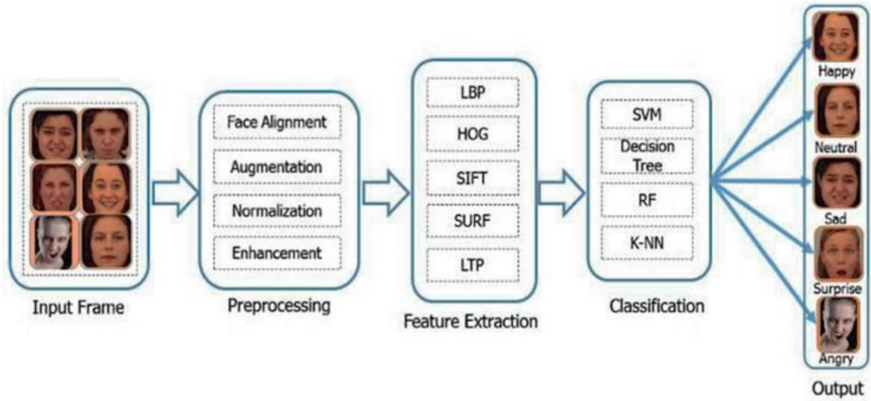 Input Frame
Face Alignment
Augmentation
Normalization
Enhancement
Preprocessing
LBP
HOG
SIFT
SURF
LTP
Feature Extraction
SVM
Decision
Tree
RF
K-NN
Classification
Happy
Neutral
Sad
Surprise
Angry
Output